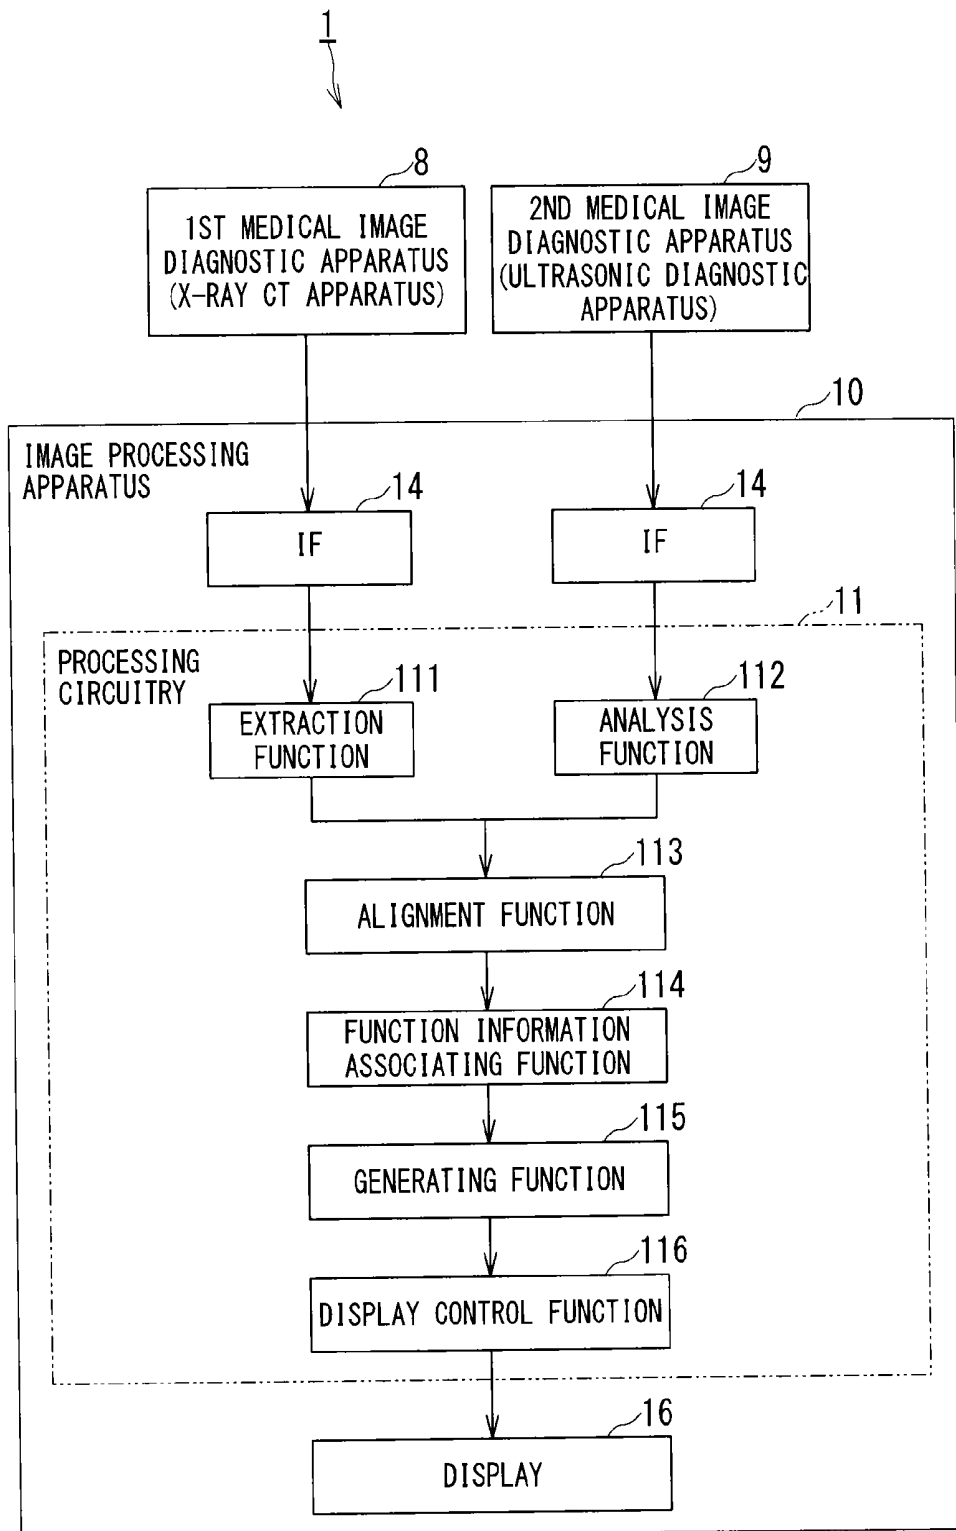 1
8
1ST MEDICAL IMAGE
DIAGNOSTIC APPARATUS
(X-RAY CT APPARATUS)
9
2ND MEDICAL IMAGE
DIAGNOSTIC APPARATUS
(ULTRASONIC DIAGNOSTIC
APPARATUS)
10
IMAGE PROCESSING
APPARATUS
14
IF
14
IF
11
PROCESSING
CIRCUITRY
111
EXTRACTION
FUNCTION
112
ANALYSIS
FUNCTION
113
ALIGNMENT FUNCTION
114
FUNCTION INFORMATION
ASSOCIATING FUNCTION
115
GENERATING FUNCTION
116
DISPLAY CONTROL FUNCTION
16
DISPLAY